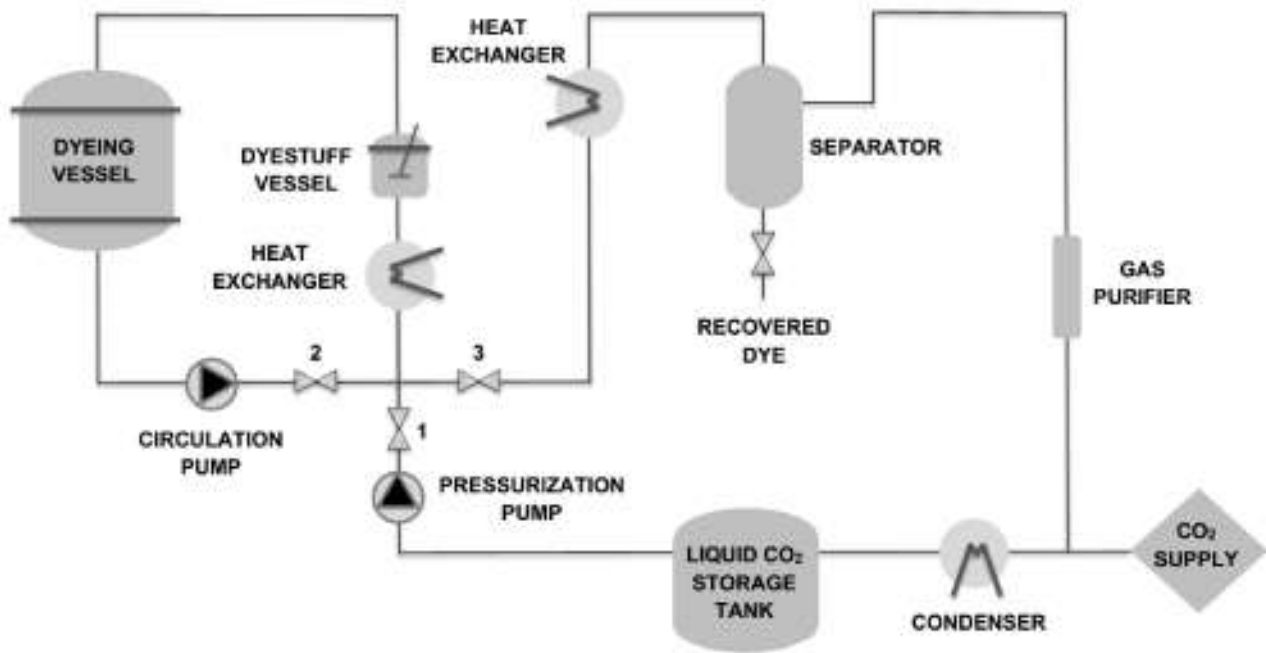 HEAT
EXCHANGER
DYEING
VESSEL
DYESTUFF
VESSEL
SEPARATOR
HEAT
EXCHANGER
GAS
PURIFIER
RECOVERED
DYE
2
3
1
CIRCULATION
PUMP
PRESSURIZATION
PUMP
LIQUID CO₂
STORAGE
TANK
CO₂
SUPPLY
CONDENSER